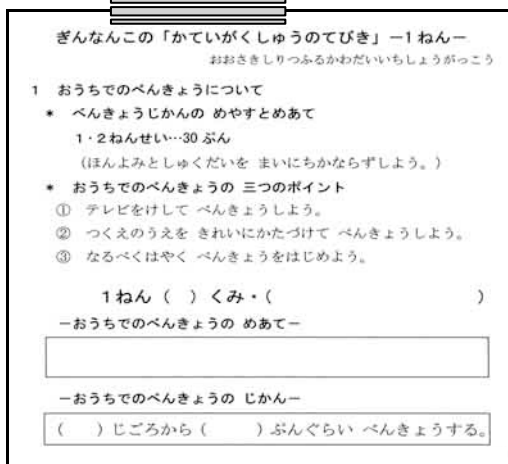 ぎんなんこの「かていがくしゅうのてびき」－1ねん－
おおさきしりつふるかわだいいちしょうがっこう
1 おうちでのべんきょうについて
＊ べんきょうじかんの めやすとめあて
1・2ねんせい…30ぷん
（ほんよみとしゅくだいを まいにちかならずしよう。）
＊ おうちでのべんきょうの 三つのポイント
① テレビをけして べんきょうしよう。
② つくえのうえを きれいにかたづけて べんきょうしよう。
③ なるべくはやく べんきょうをはじめよう。
1ねん（ ）くみ・（ ）
－おうちでのべんきょうの めあて－
－おうちでのべんきょうの じかん－
（ ）じごろから（ ）ぷんぐらい べんきょうする。